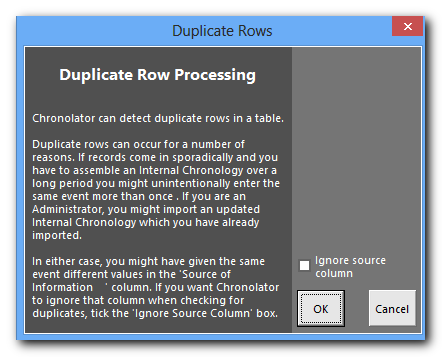 Duplicate Rows
Duplicate Row Processing
Chronolator can detect duplicate rows in a table.
Duplicate rows can occur for a number of
reasons. If records come in sporadically and you
have to assemble an Internal Chronology over a
long period you might unintentionally enter the
same event more than once . If you are an
Administrator, you might import an updated
Internal Chronology which you have already
imported.
In either case, you might have given the same
event different values in the 'Source of
Information    ' column. If you want Chronolator
to ignore that column when checking for
duplicates, tick the 'Ignore Source Column' box.
Ignore source
column
OK
Cancel